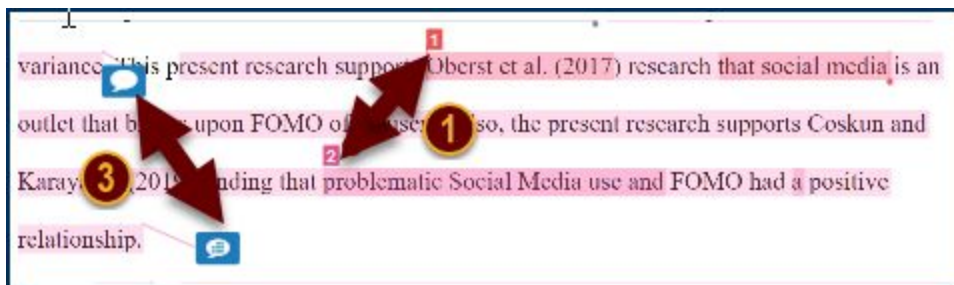 1
variance. This present research supports Oberst et al. (2017) research that social media is an
outlet that upon FOMO of 1 so, the present research supports Coskun and
2
3 (201 nding that problematic Social Media use and FOMO had a positive
relationship.